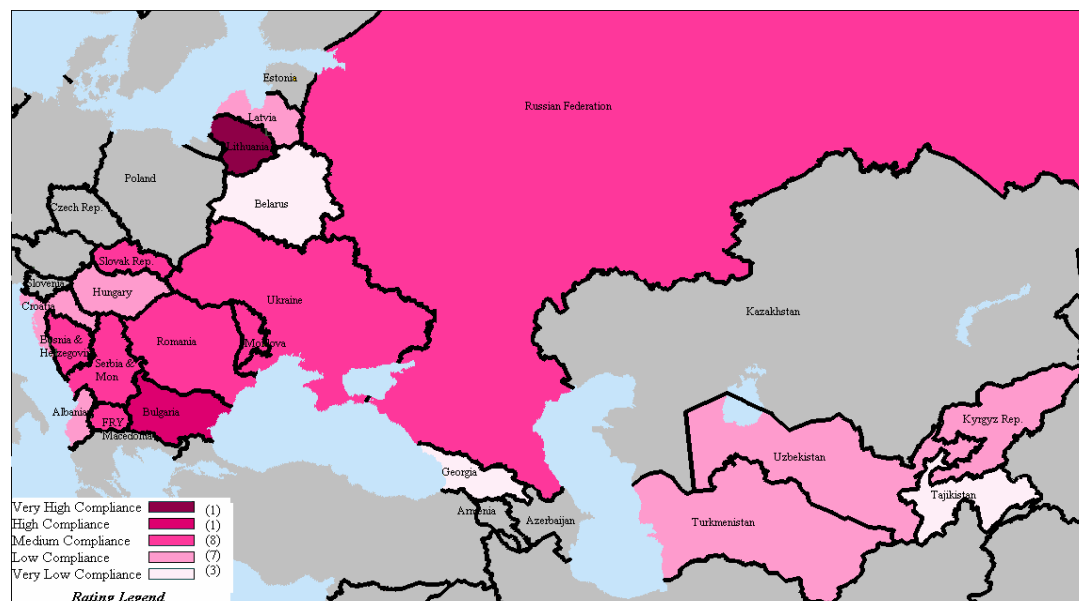 Russian Federation
Estonia
Latvia
Lithuania
Poland
Belarus
Czech Rep.
Slovak Rep.
Slovenia
Hungary
Croatia
Ukraine
Kazakhstan
Bosnia &
Herzegovn
Romania
Moldova
Serbia &
Mon
Albania
FRY
Macedonia
Bulgaria
Kyrgyz Rep.
Uzbekistan
Georgia
Tajikistan
Armenia
Azerbaijan
Turkmenistan
Very High Compliance (1)
High Compliance (1)
Medium Compliance (8)
Low Compliance (7)
Very Low Compliance (3)
Rating Legend